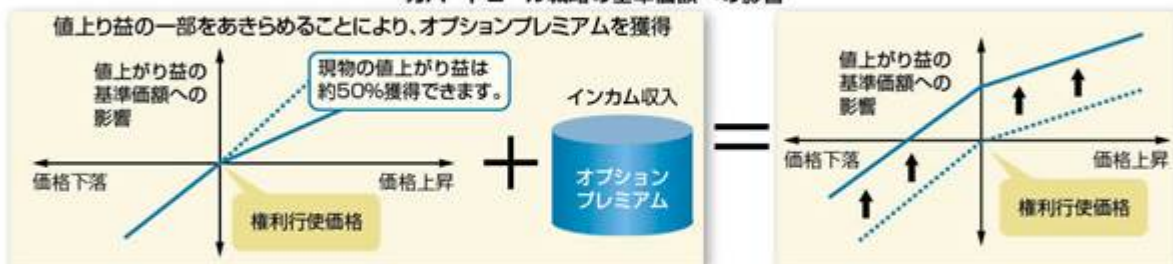 値上り益の一部をあきらめることにより、オプションプレミアムを獲得
値上がり益の
基準価額への
影響
現物の値上がり益は
約50%獲得できます。
価格下落
価格上昇
権利行使価格
+
インカム収入
オプション
プレミアム
=
値上がり益の
基準価額への
影響
価格下落
価格上昇
権利行使価格